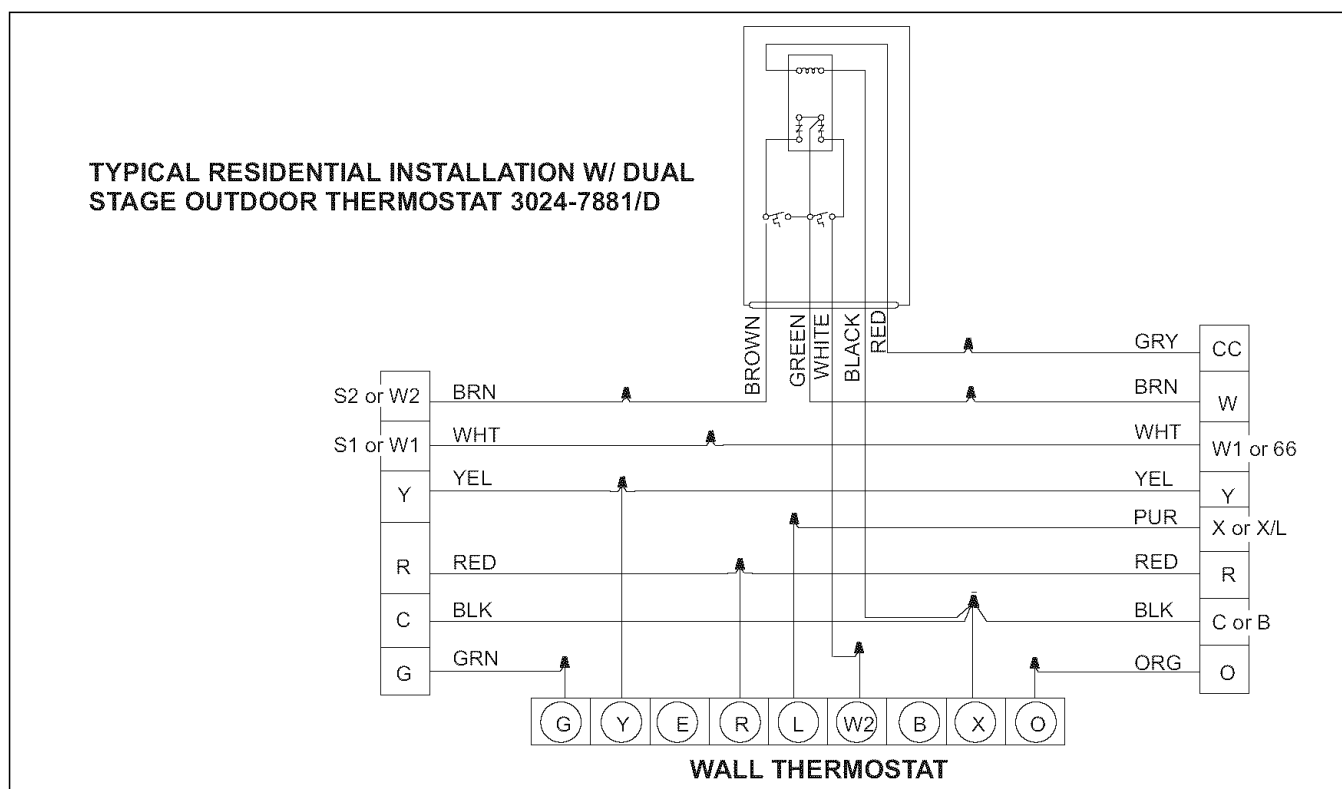 TYPICAL RESIDENTIAL INSTALLATION W/ DUAL
STAGE OUTDOOR THERMOSTAT 3024-7881/D
BROWN
GREEN
WHITE
BLACK
RED
GRY
CC
S2 or W2
BRN
BRN
W
S1 or W1
WHT
WHT
W1 or 66
Y
YEL
YEL
Y
PUR
X or X/L
R
RED
RED
R
C
BLK
BLK
C or B
G
GRN
ORG
O
G
Y
E
R
L
W2
B
X
O
WALL THERMOSTAT